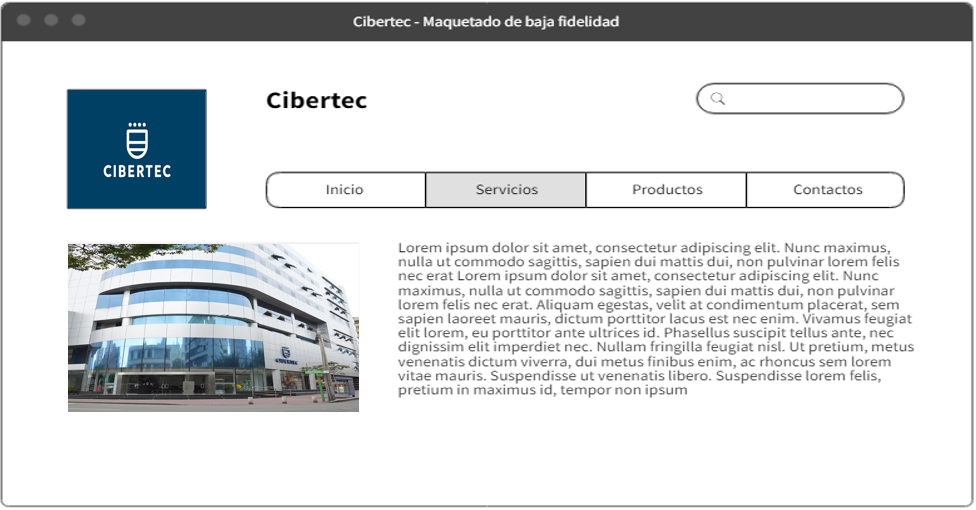 Cibertec - Maquetado de baja fidelidad
CIBERTEC
Cibertec
Inicio
Servicios
Productos
Contactos
CIBERTEC
Lorem ipsum dolor sit amet, consectetur adipiscing elit. Nunc maximus,
nulla ut commodo sagittis, sapien dui mattis dui, non pulvinar lorem felis
nec erat Lorem ipsum dolor sit amet, consectetur adipiscing elit. Nunc
maximus, nulla ut commodo sagittis, sapien dui mattis dui, non pulvinar
lorem felis nec erat. Aliquam egestas, velit at condimentum placerat, sem
sapien laoreet mauris, dictum porttitor lacus est nec enim. Vivamus feugiat
elit lorem, eu porttitor ante ultrices id. Phasellus suscipit tellus ante, nec
dignissim elit imperdiet nec. Nullam fringilla feugiat nisl. Ut pretium, metus
venenatis dictum viverra, dui metus finibus enim, ac rhoncus sem lorem
vitae mauris. Suspendisse ut venenatis libero. Suspendisse lorem felis,
pretium in maximus id, tempor non ipsum